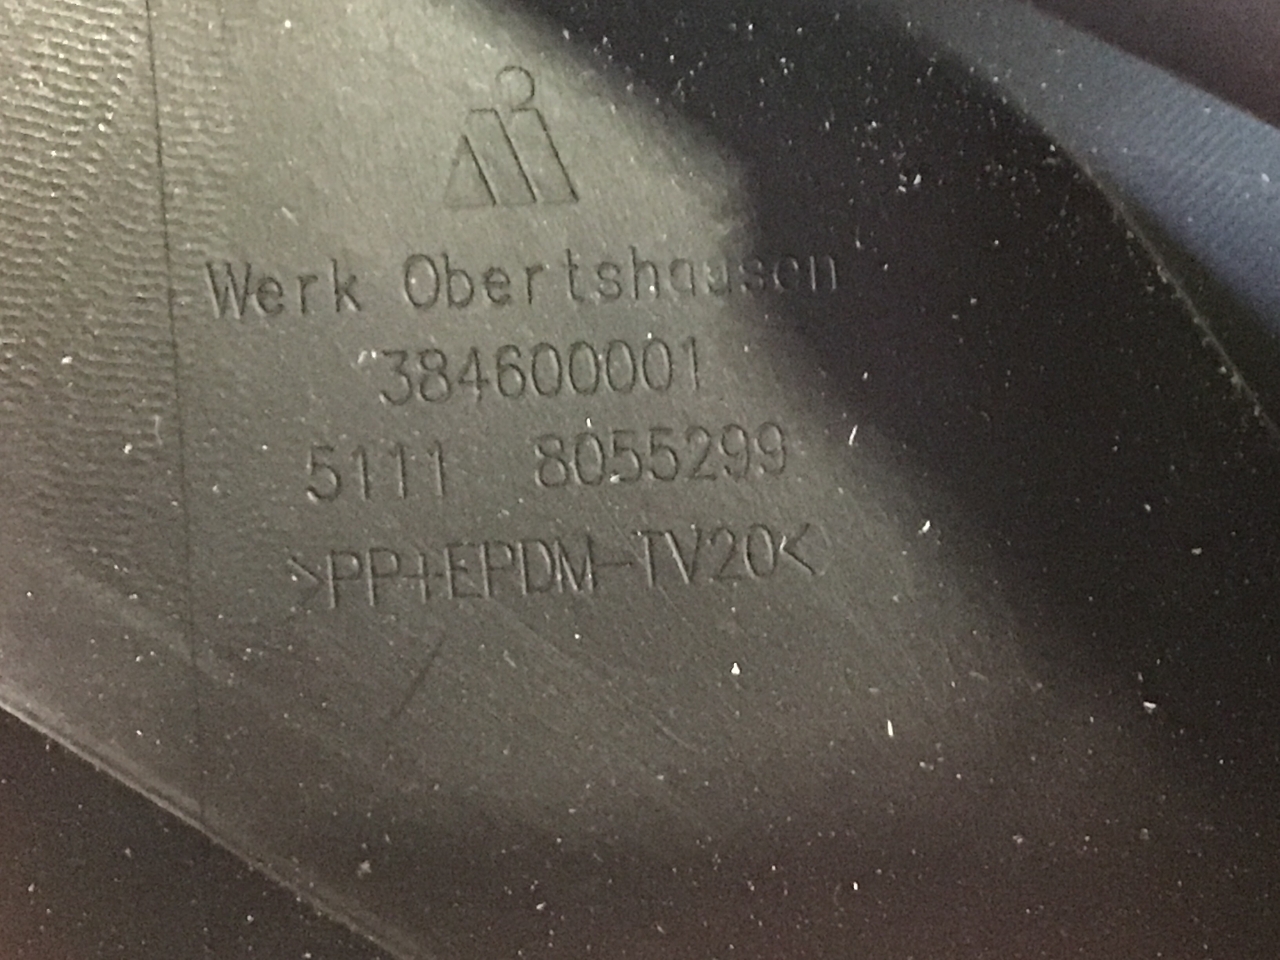 Werk Obertshausen
384600001
5111 8055299
>PP+EPDM-TV20<